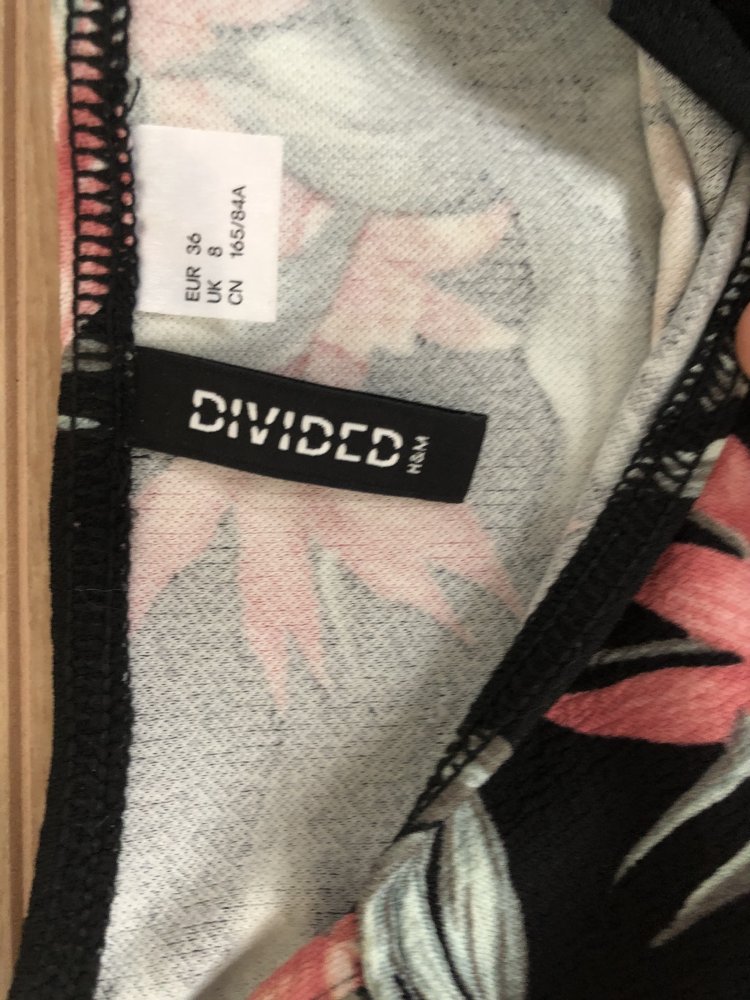 EUR 36
UK 8
CN 165/84A
DIVIDED
H&M